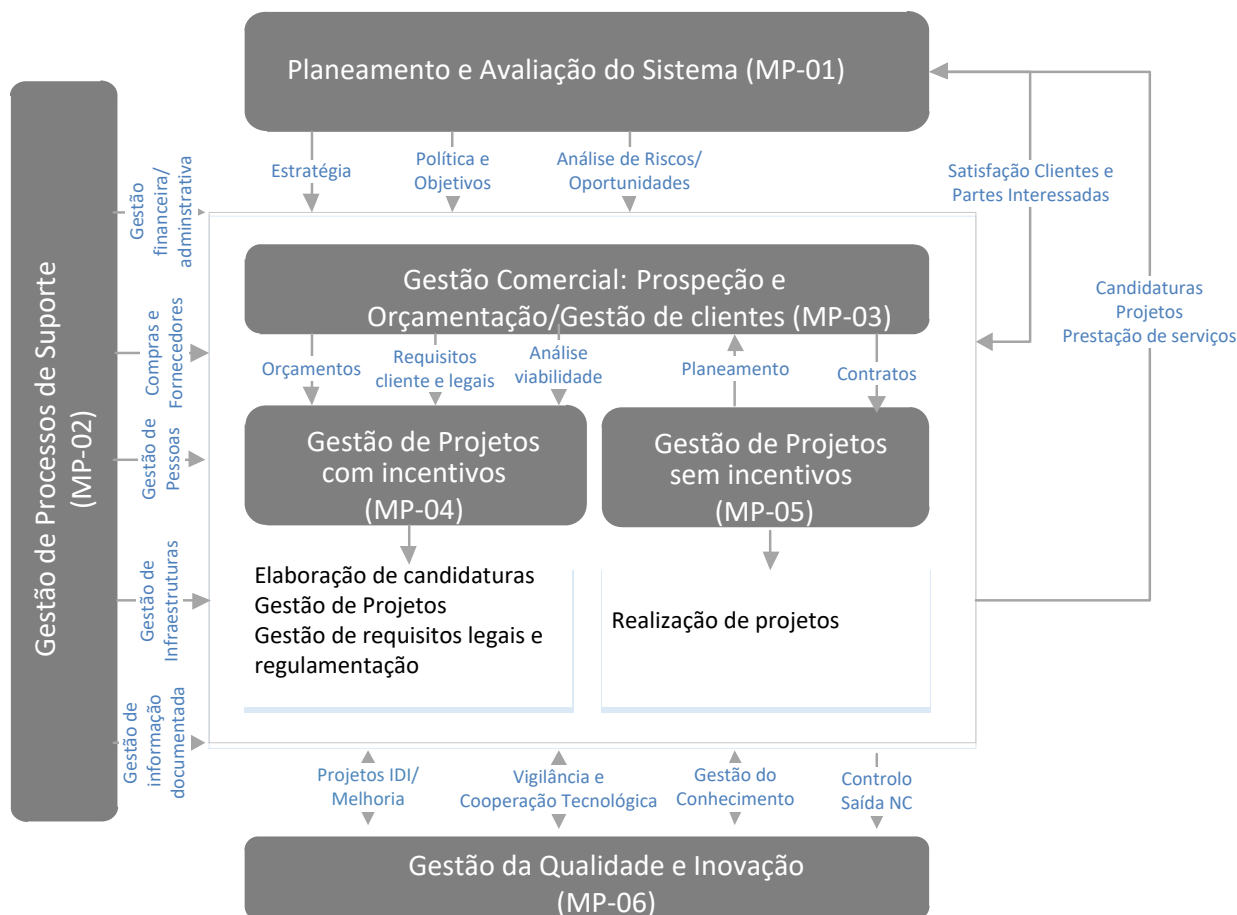 Planeamento e Avaliação do Sistema (MP-01)
Estratégia
Política e
Objetivos
Análise de Riscos/
Oportunidades
Satisfação Clientes e
Partes Interessadas
Candidaturas
Projetos
Prestação de serviços
Gestão de Processos de Suporte
(MP-02)
Gestão
financeira/
adminstrativa
Compras e
Fornecedores
Gestão de
Pessoas
Gestão de
Infraestruturas
Gestão de
informação
documentada
Gestão Comercial: Prospeção e
Orçamentação/Gestão de clientes (MP-03)
Orçamentos
Requisitos
cliente e legais
Análise
viabilidade
Planeamento
Contratos
Gestão de Projetos
com incentivos
(MP-04)
Gestão de Projetos
sem incentivos
(MP-05)
Elaboração de candidaturas
Gestão de Projetos
Gestão de requisitos legais e
regulamentação
Realização de projetos
Projetos IDI/
Melhoria
Vigilância e
Cooperação Tecnológica
Gestão do
Conhecimento
Controlo
Saída NC
Gestão da Qualidade e Inovação
(MP-06)